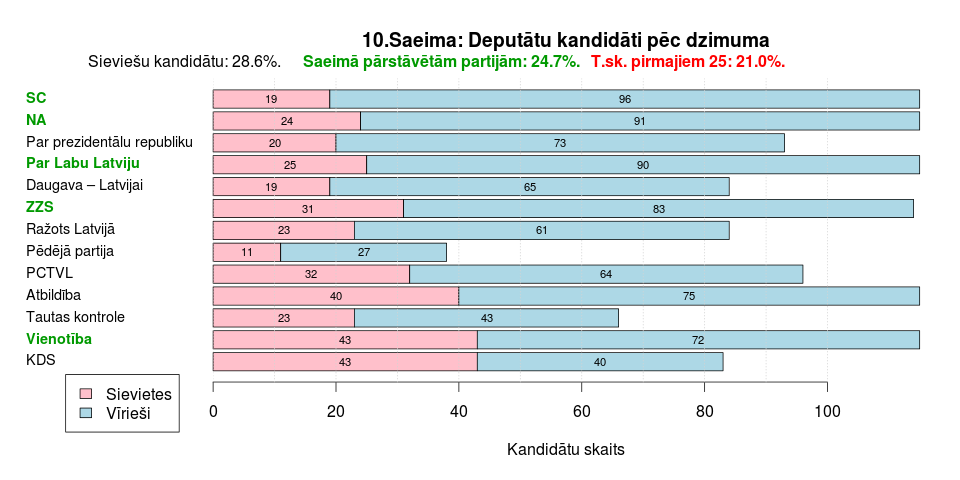 10.Saeima: Deputātu kandidāti pēc dzimuma
Sieviešu kandidātu: 28.6%. Saeimā pārstāvētām partijām: 24.7%. T.sk. pirmajiem 25: 21.0%.
SC 19 96
NA 24 91
Par prezidentālu republiku 20 73
Par Labu Latviju 25 90
Daugava – Latvijai 19 65
ZZS 31 83
Ražots Latvijā 23 61
Pēdējā partija 11 27
PCTVL 32 64
Atbildība 40 75
Tautas kontrole 23 43
Vienotība 43 72
KDS 43 40
Sievietes
Vīrieši
0 20 40 60 80 100
Kandidātu skaits